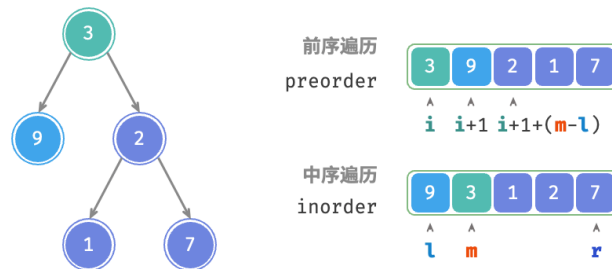 3
9
2
1
7
前序遍历
preorder
3 9 2 1 7
i i+1 i+1+(m-l)
中序遍历
inorder
9 3 1 2 7
l m r